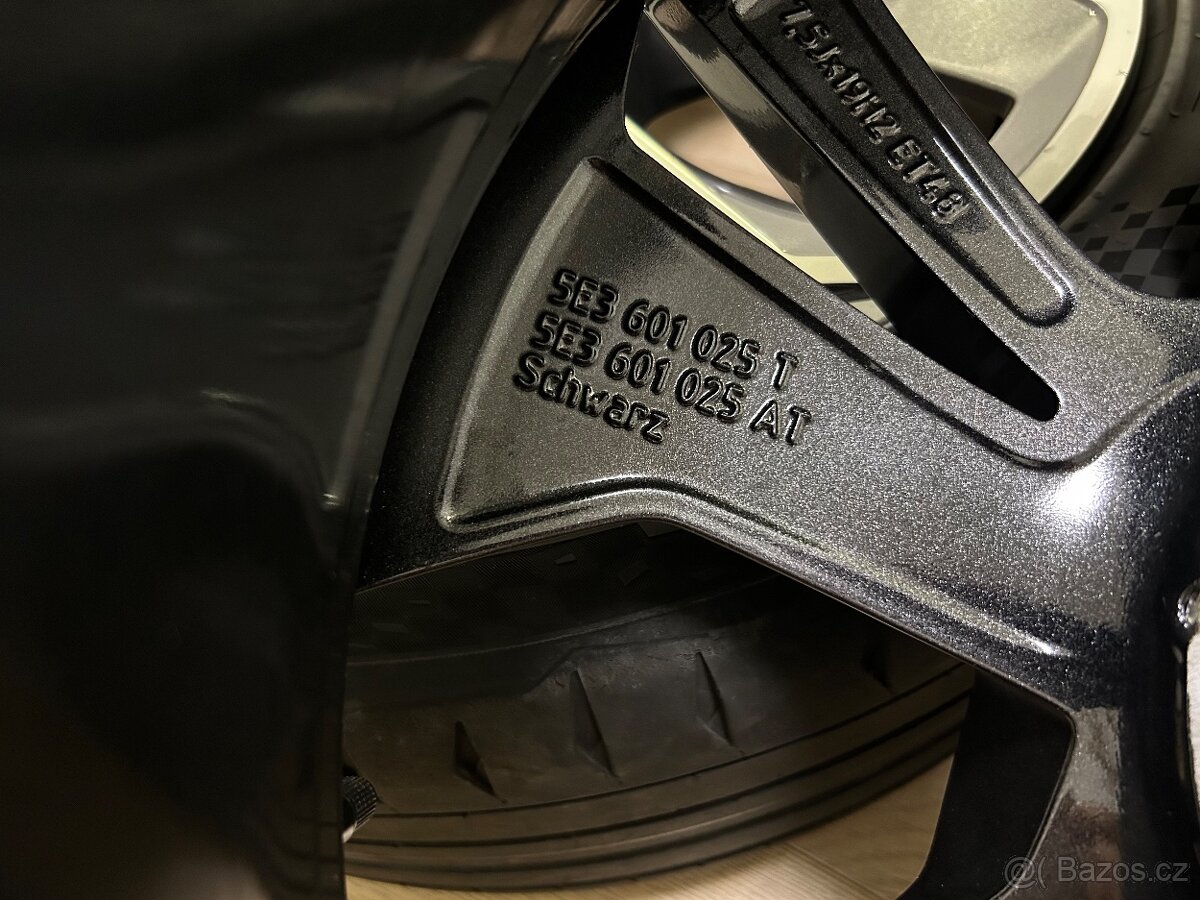 7,5Jx19H2 ET48
5E3 601 025 T
5E3 601 025 AT
Schwarz
@( Bazos.cz